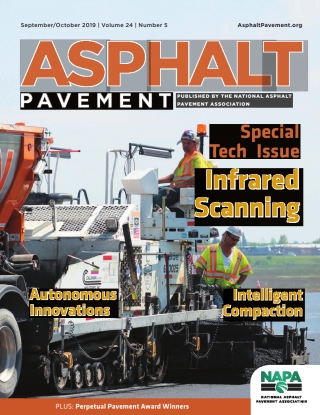 September/October 2019 | Volume 24 | Number 5
AsphaltPavement.org
ASPHALT
PAVEMENT
PUBLISHED BY THE NATIONAL ASPHALT
PAVEMENT ASSOCIATION
Special
Tech Issue
Infrared
Scanning
Autonomous
Innovations
Intelligent
Compaction
NAPA
NATIONAL ASPHALT
PAVEMENT ASSOCIATION
PLUS: Perpetual Pavement Award Winners